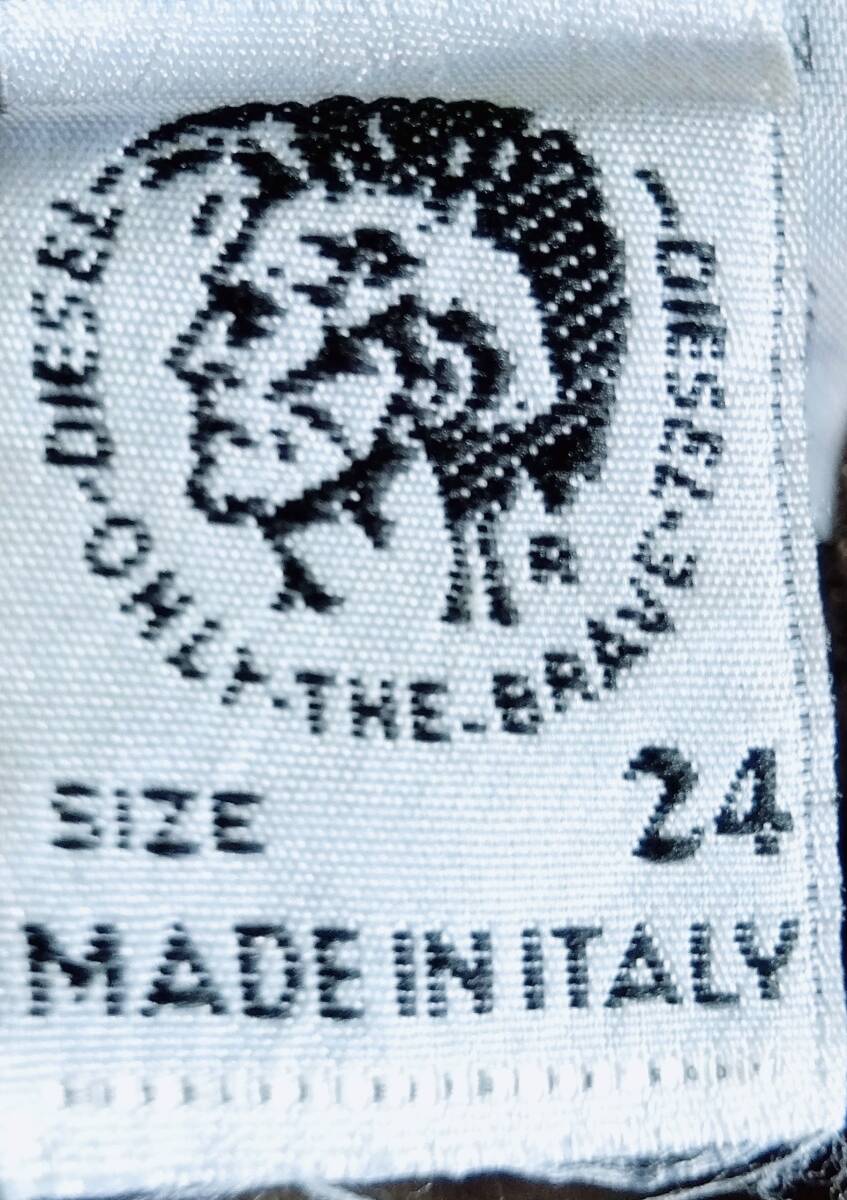 DIESEL-ONLY-THE-BRAVE-DIESEL-
R
SIZE 24
MADE IN ITALY